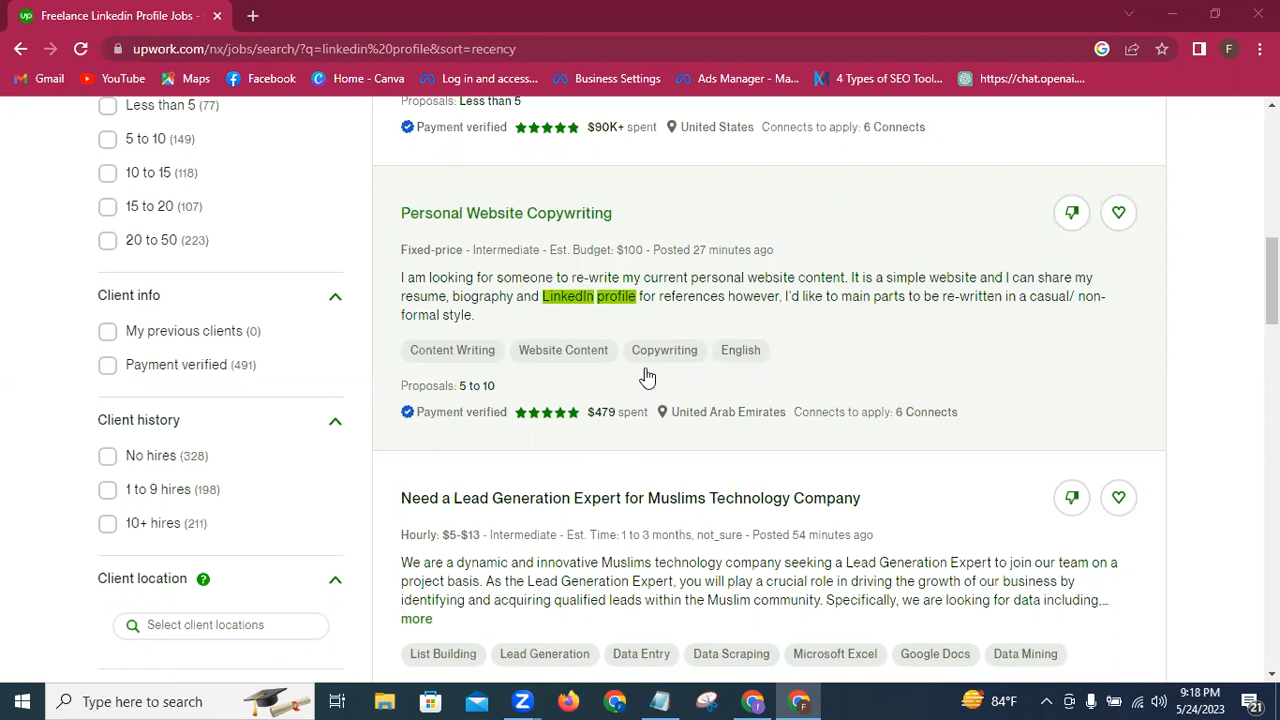 Freelance Linkedin Profile Jobs -
upwork.com/nx/jobs/search/?q=linkedin%20profile&sort=recency
F
Gmail
YouTube
Maps
Facebook
Home - Canva
Log in and access...
Business Settings
Ads Manager - Ma...
4 Types of SEO Tool...
https://chat.openai....
Less than 5 (77)
5 to 10 (149)
10 to 15 (118)
15 to 20 (107)
20 to 50 (223)
Client info
My previous clients (0)
Payment verified (491)
Client history
No hires (328)
1 to 9 hires (198)
10+ hires (211)
Client location ?
Select client locations
Proposals: Less than 5
Payment verified $90K+ spent United States Connects to apply: 6 Connects
Personal Website Copywriting
Fixed-price - Intermediate - Est. Budget: $100 - Posted 27 minutes ago
I am looking for someone to re-write my current personal website content. It is a simple website and I can share my
resume, biography and LinkedIn profile for references however, I'd like to main parts to be re-written in a casual/ non-
formal style.
Content Writing Website Content Copywriting English
Proposals: 5 to 10
Payment verified $479 spent United Arab Emirates Connects to apply: 6 Connects
Need a Lead Generation Expert for Muslims Technology Company
Hourly: $5-$13 - Intermediate - Est. Time: 1 to 3 months, not_sure - Posted 54 minutes ago
We are a dynamic and innovative Muslims technology company seeking a Lead Generation Expert to join our team on a
project basis. As the Lead Generation Expert, you will play a crucial role in driving the growth of our business by
identifying and acquiring qualified leads within the Muslim community. Specifically, we are looking for data including,...
more
List Building Lead Generation Data Entry Data Scraping Microsoft Excel Google Docs Data Mining
Type here to search
84°F
9:18 PM
5/24/2023
21